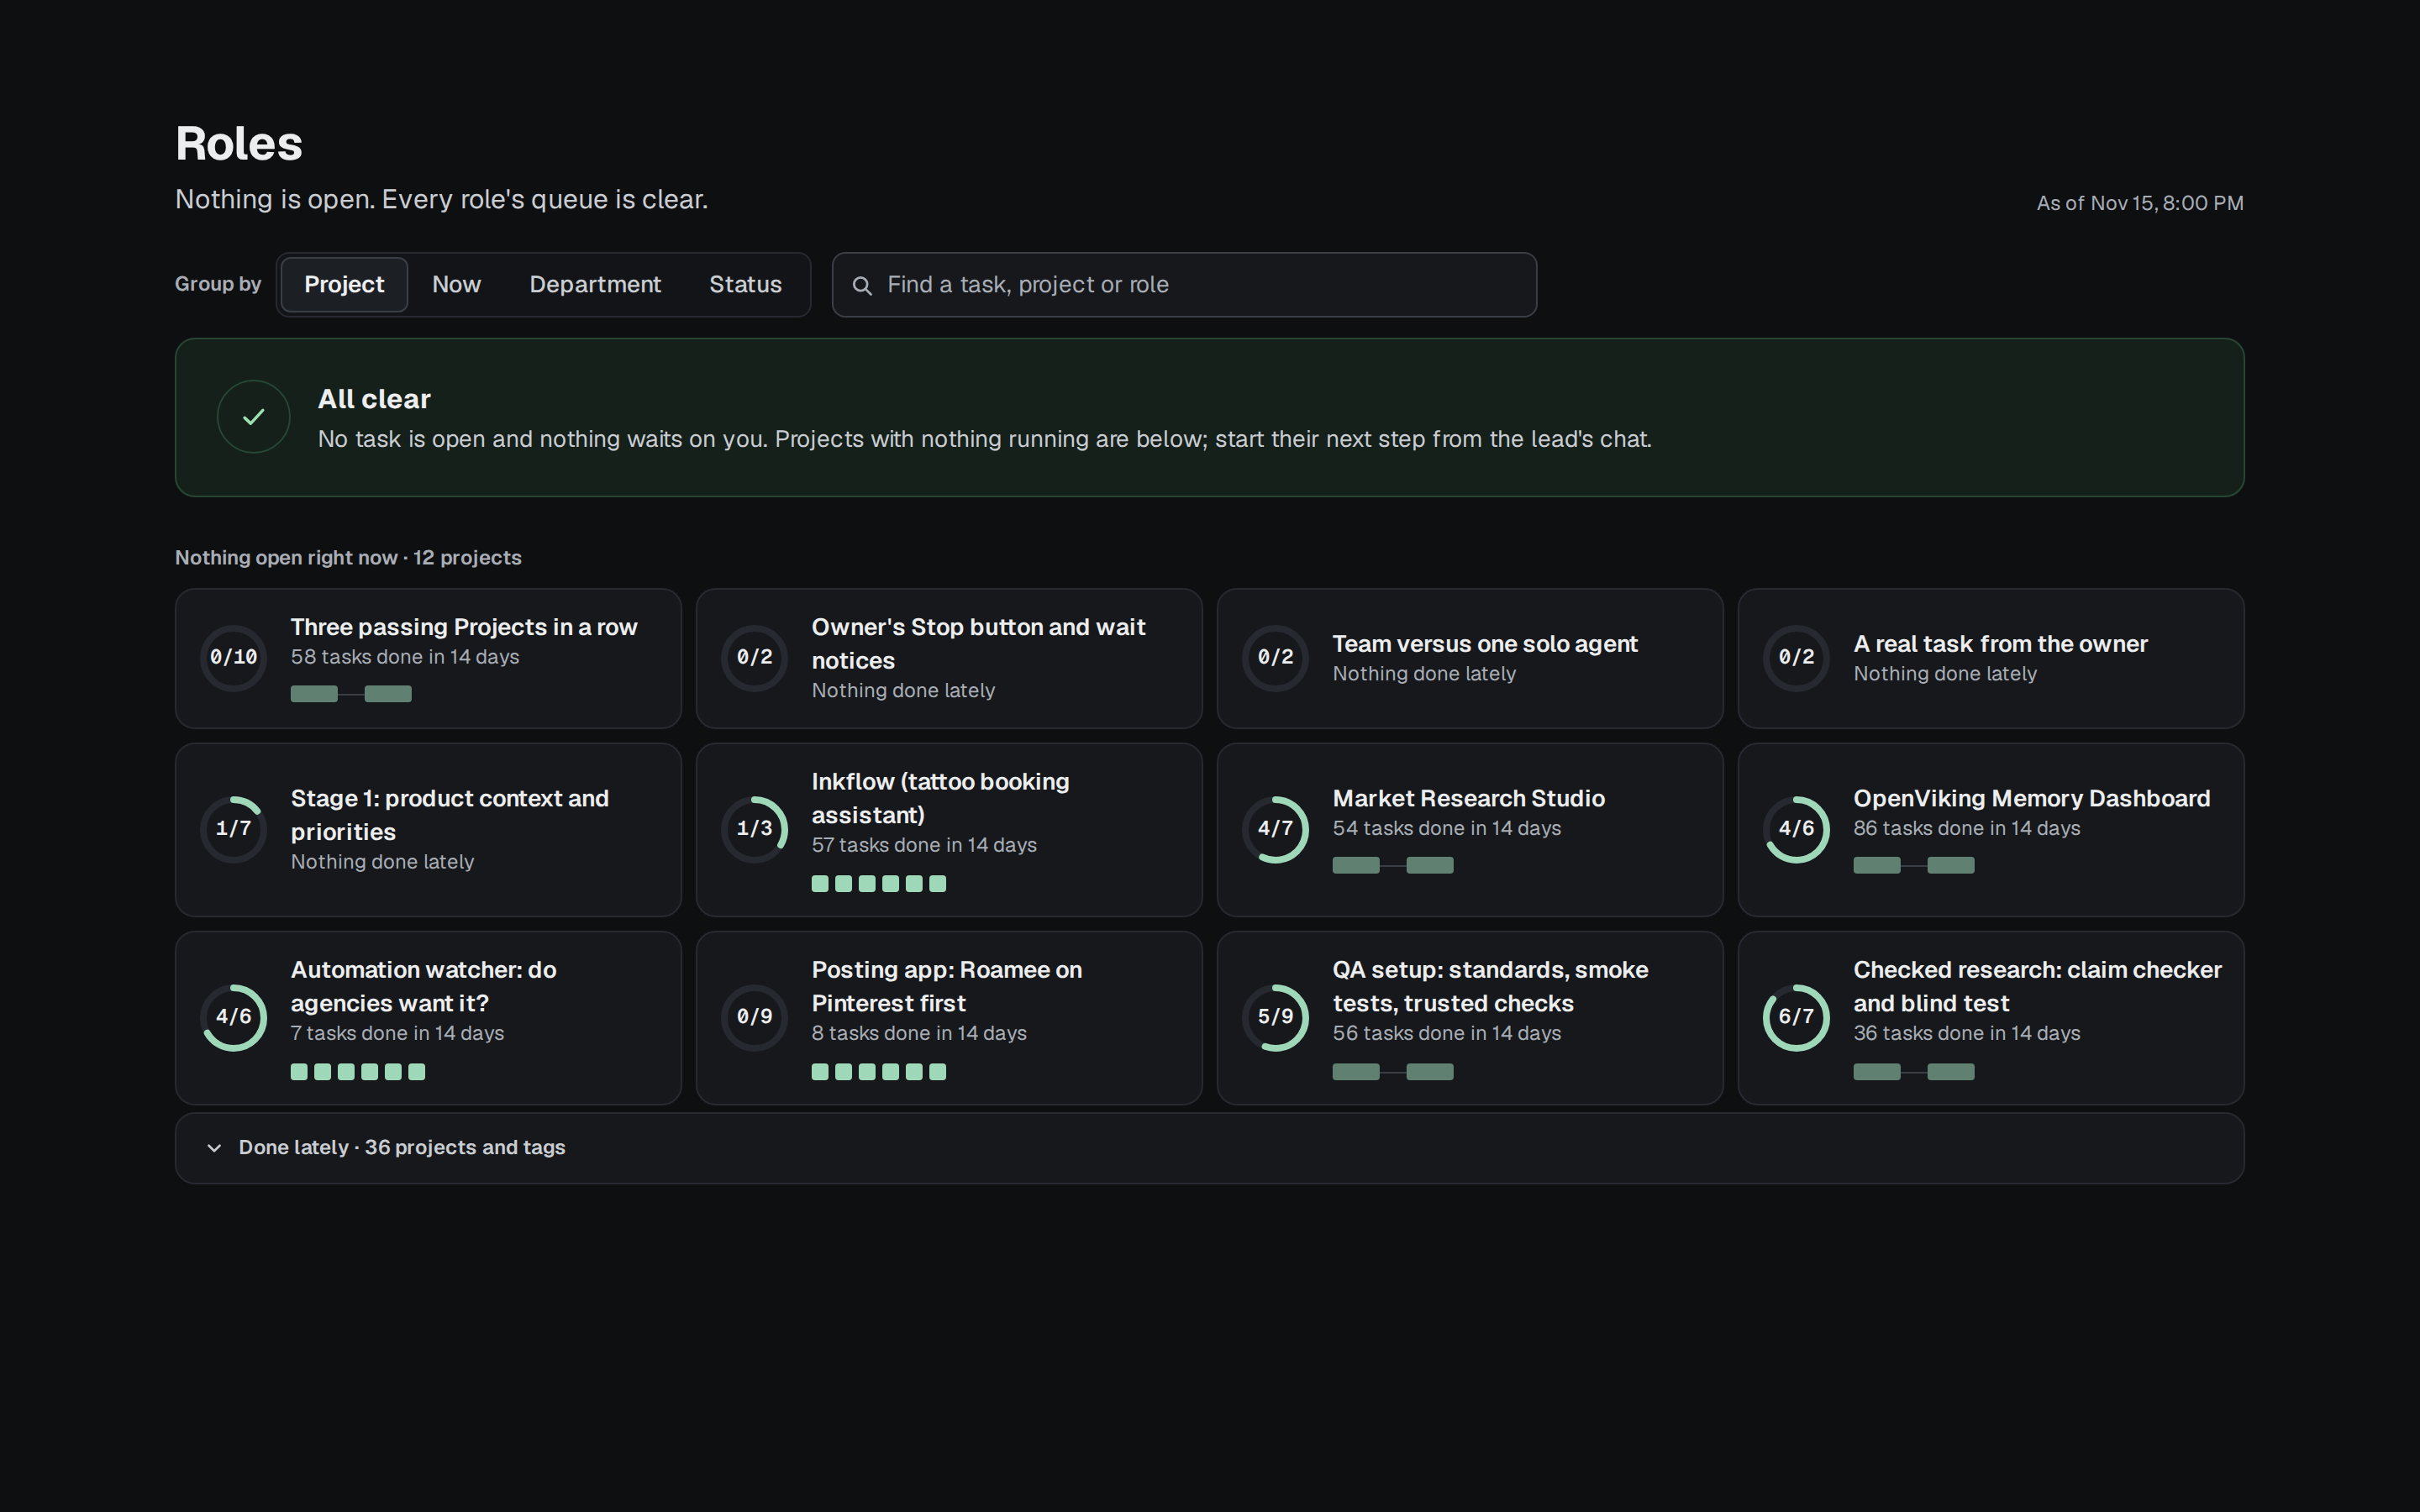 Roles
Nothing is open. Every role's queue is clear.
As of Nov 15, 8:00 PM
Group by
Project
Now
Department
Status
Find a task, project or role
All clear
No task is open and nothing waits on you. Projects with nothing running are below; start their next step from the lead's chat.
Nothing open right now · 12 projects
0/10
Three passing Projects in a row
58 tasks done in 14 days
0/2
Owner's Stop button and wait
notices
Nothing done lately
0/2
Team versus one solo agent
Nothing done lately
0/2
A real task from the owner
Nothing done lately
1/7
Stage 1: product context and
priorities
Nothing done lately
1/3
Inkflow (tattoo booking
assistant)
57 tasks done in 14 days
4/7
Market Research Studio
54 tasks done in 14 days
4/6
OpenViking Memory Dashboard
86 tasks done in 14 days
4/6
Automation watcher: do
agencies want it?
7 tasks done in 14 days
0/9
Posting app: Roamee on
Pinterest first
8 tasks done in 14 days
5/9
QA setup: standards, smoke
tests, trusted checks
56 tasks done in 14 days
6/7
Checked research: claim checker
and blind test
36 tasks done in 14 days
Done lately · 36 projects and tags